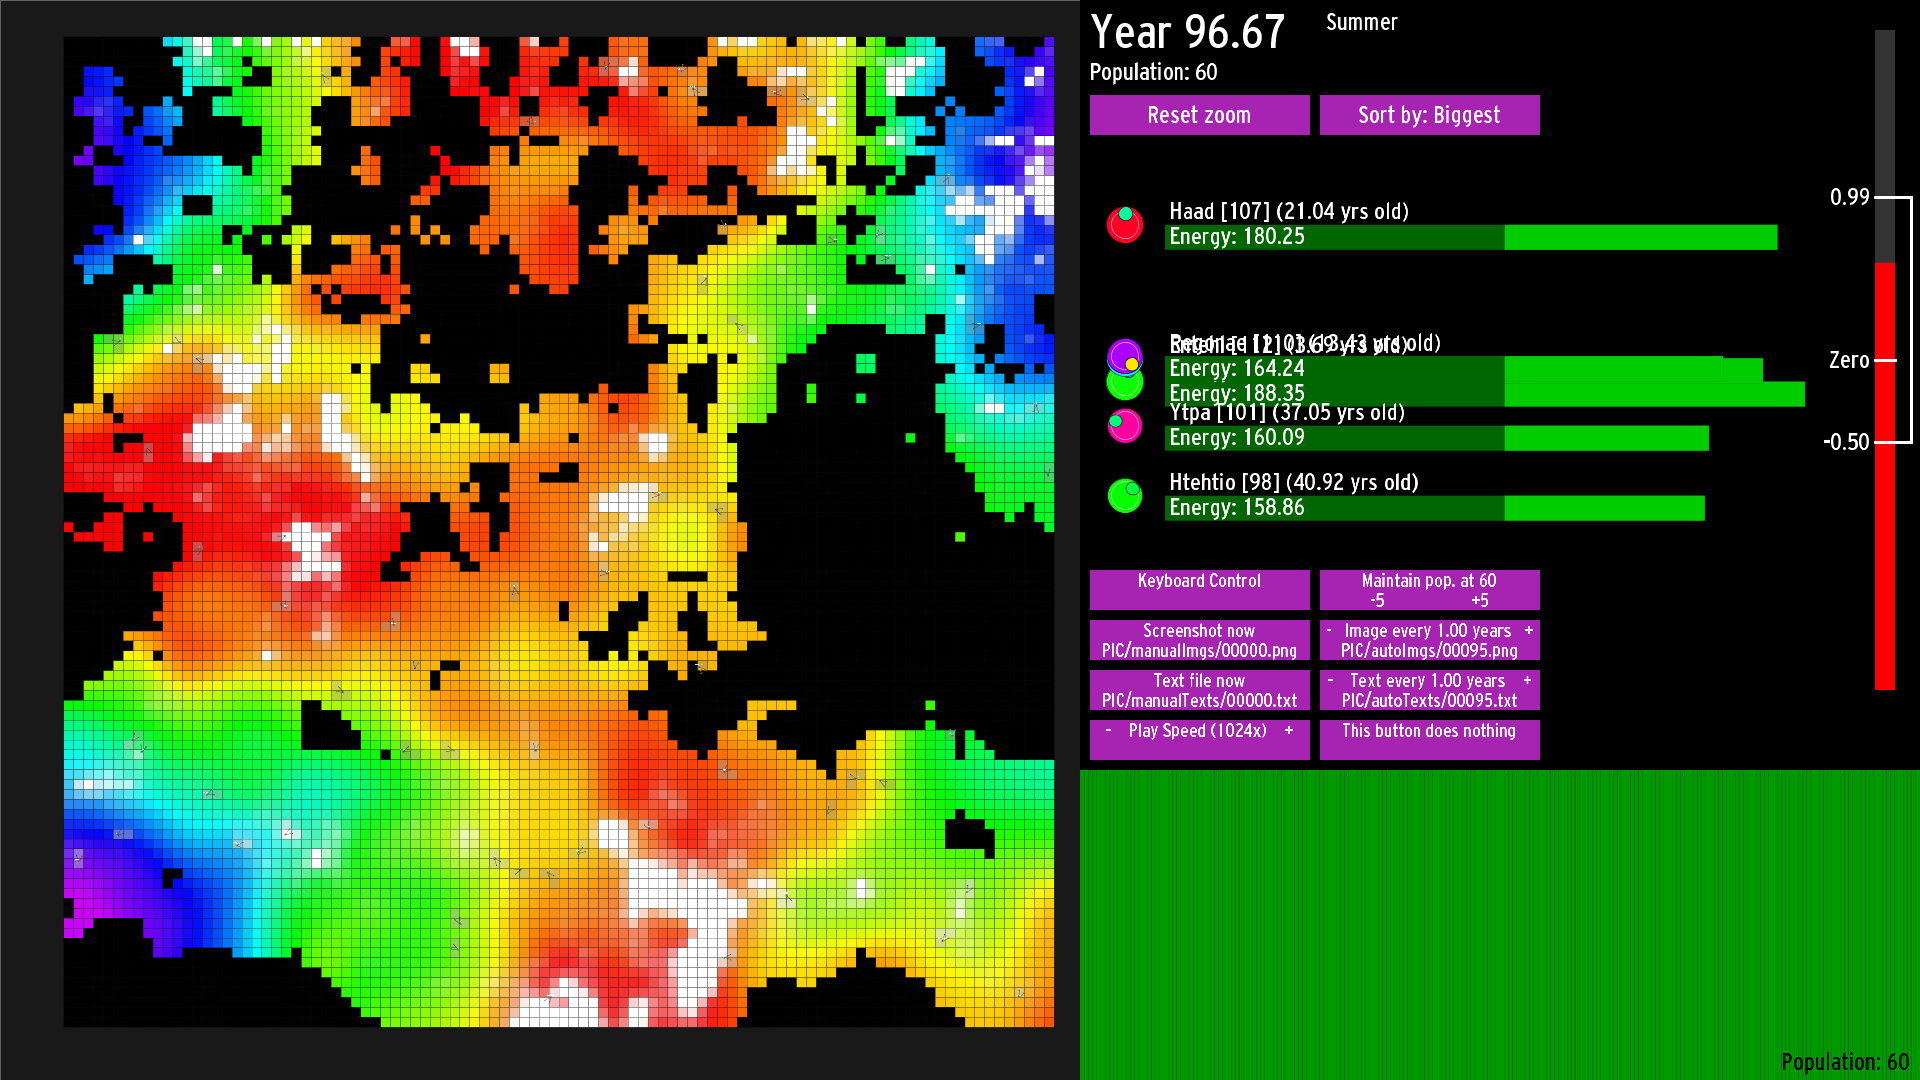 Year 96.67
Summer
Population: 60
Reset zoom
Sort by: Biggest
0.99
Haad [107] (21.04 yrs old)
Energy: 180.25
Zero
Energy: 164.24
Energy: 188.35
Ytpa [101] (37.05 yrs old)
Energy: 160.09
-0.50
Htehtio [98] (40.92 yrs old)
Energy: 158.86
Keyboard Control
Maintain pop. at 60
-5 +5
Screenshot now
PIC/manualImgs/00000.png
- Image every 1.00 years +
PIC/autoImgs/00095.png
Text file now
PIC/manualTexts/00000.txt
- Text every 1.00 years +
PIC/autoTexts/00095.txt
- Play Speed (1024x) +
This button does nothing
Population: 60